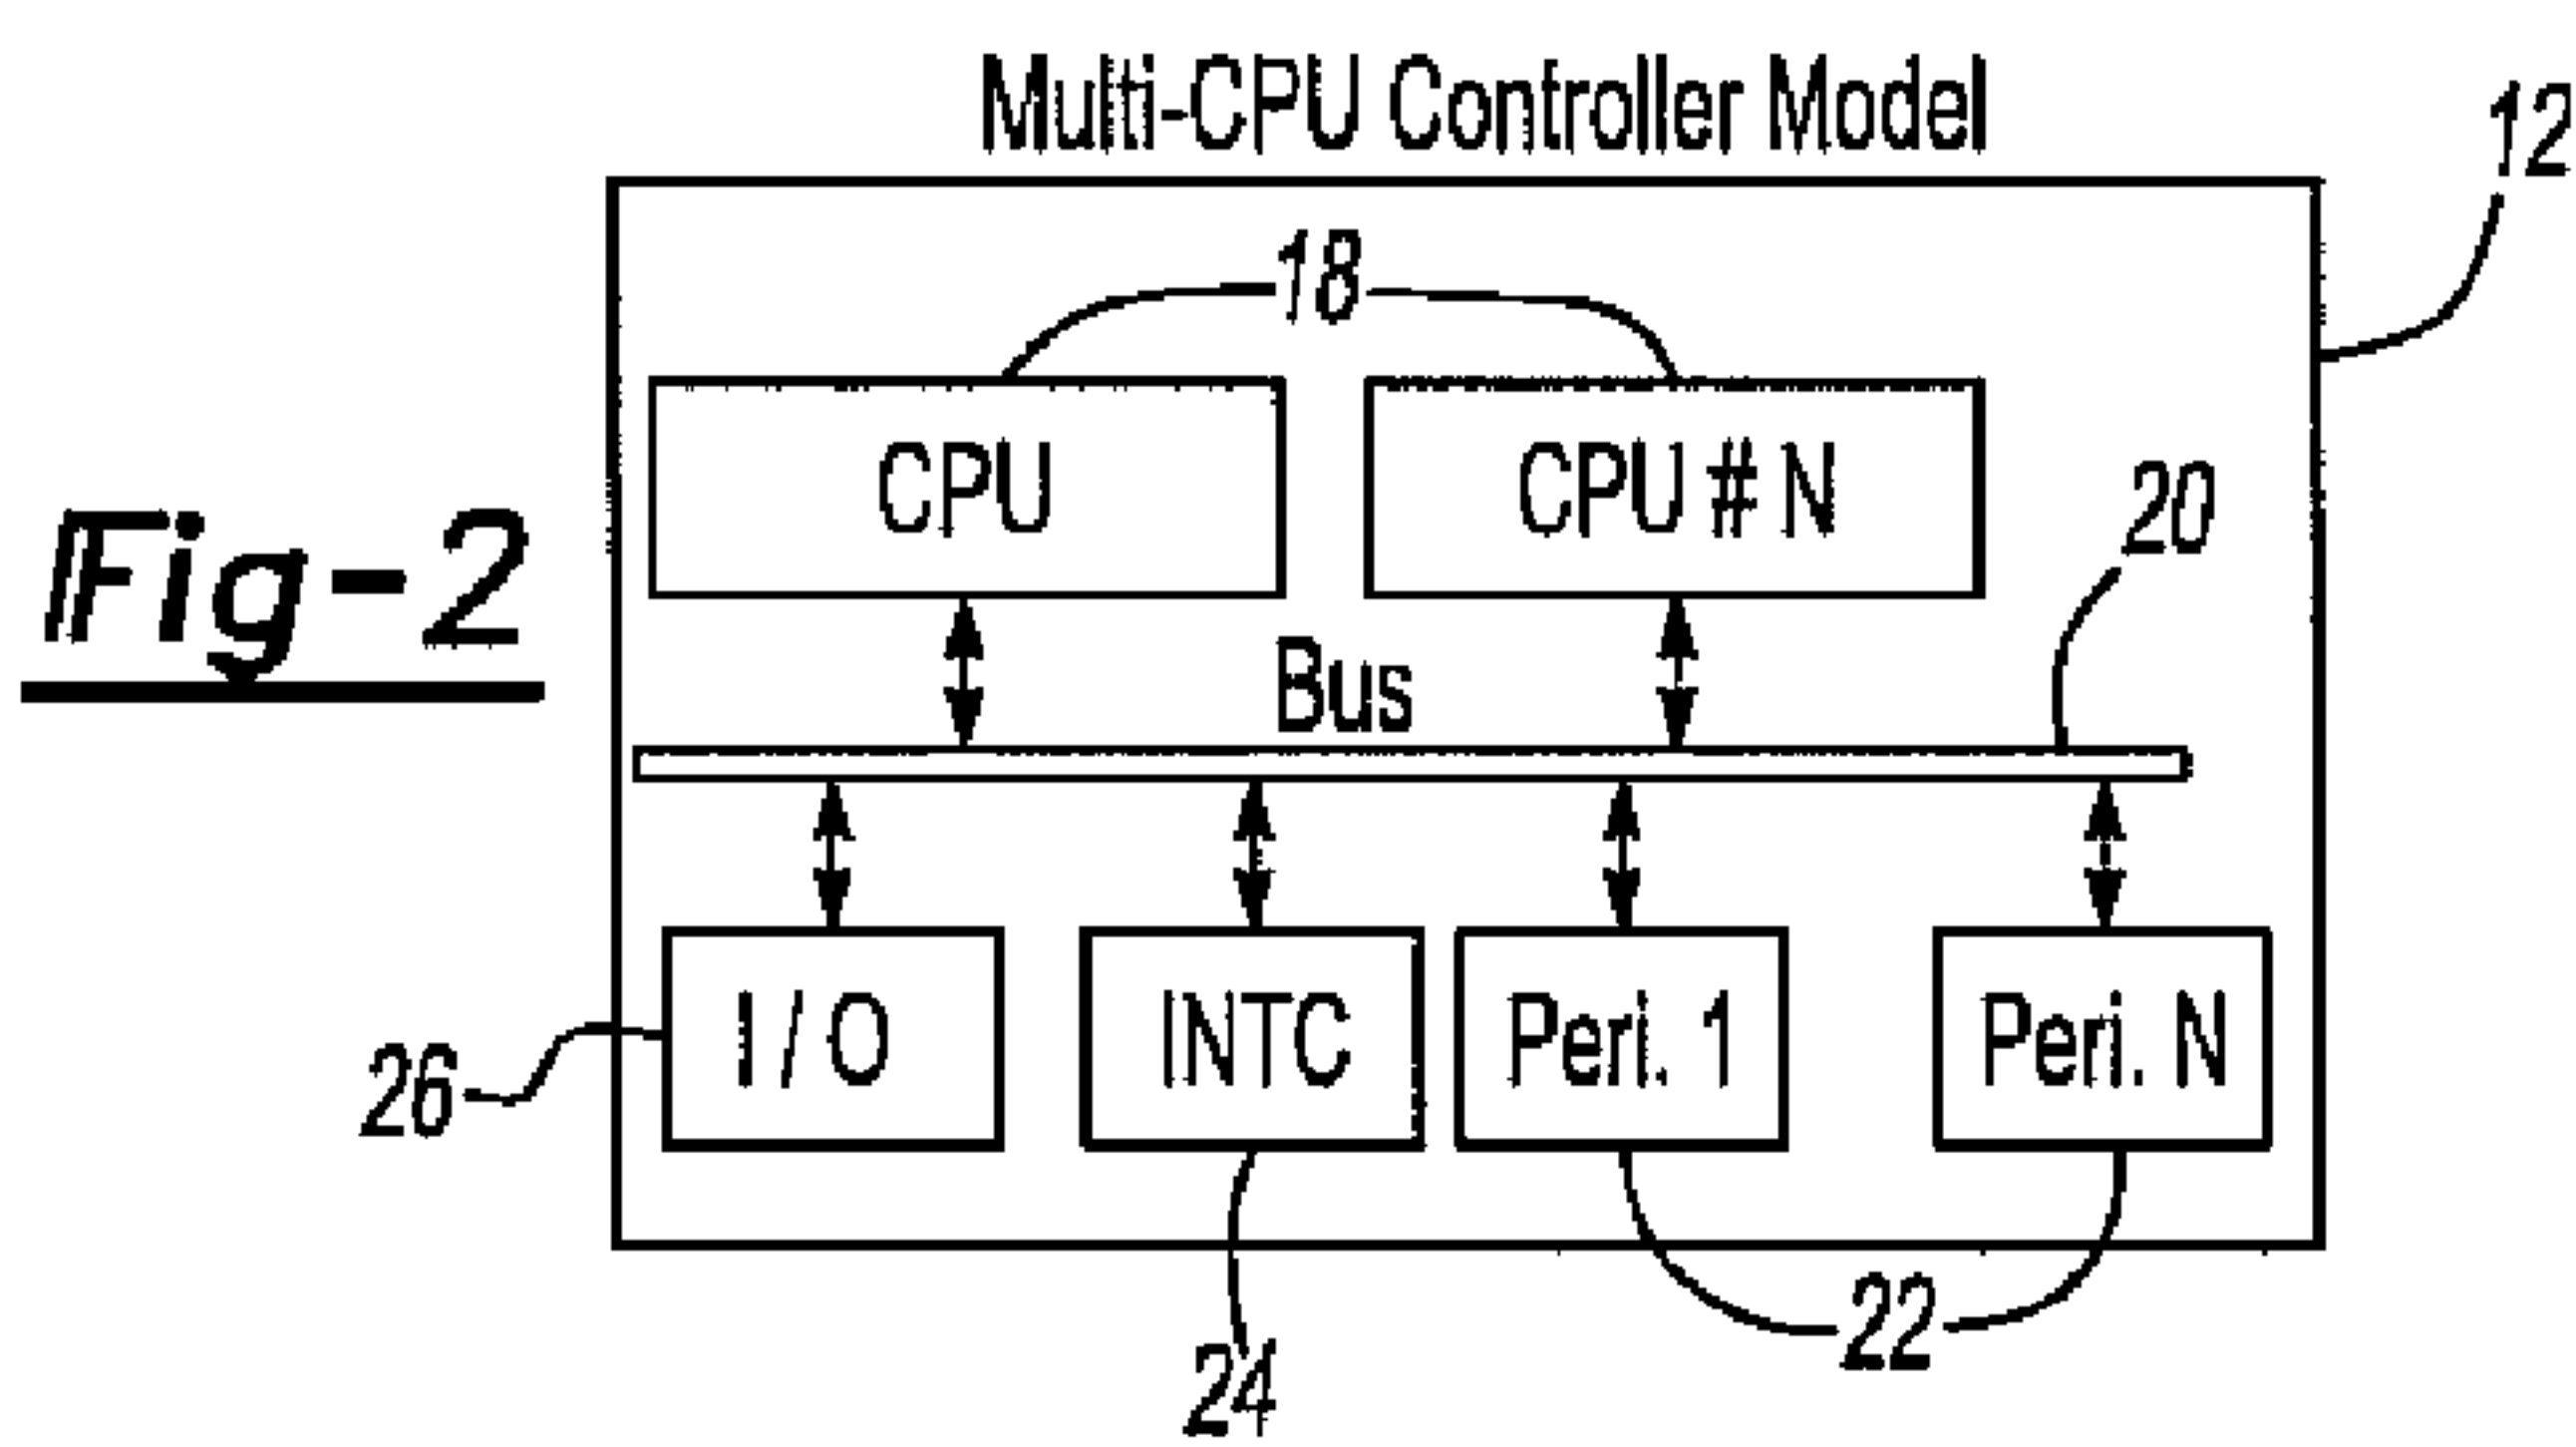 Multi-CPU Controller Model
12
18
CPU
CPU # N
20
Fig-2
Bus
I / O
INTC
Peri. 1
Peri. N
26
22
24